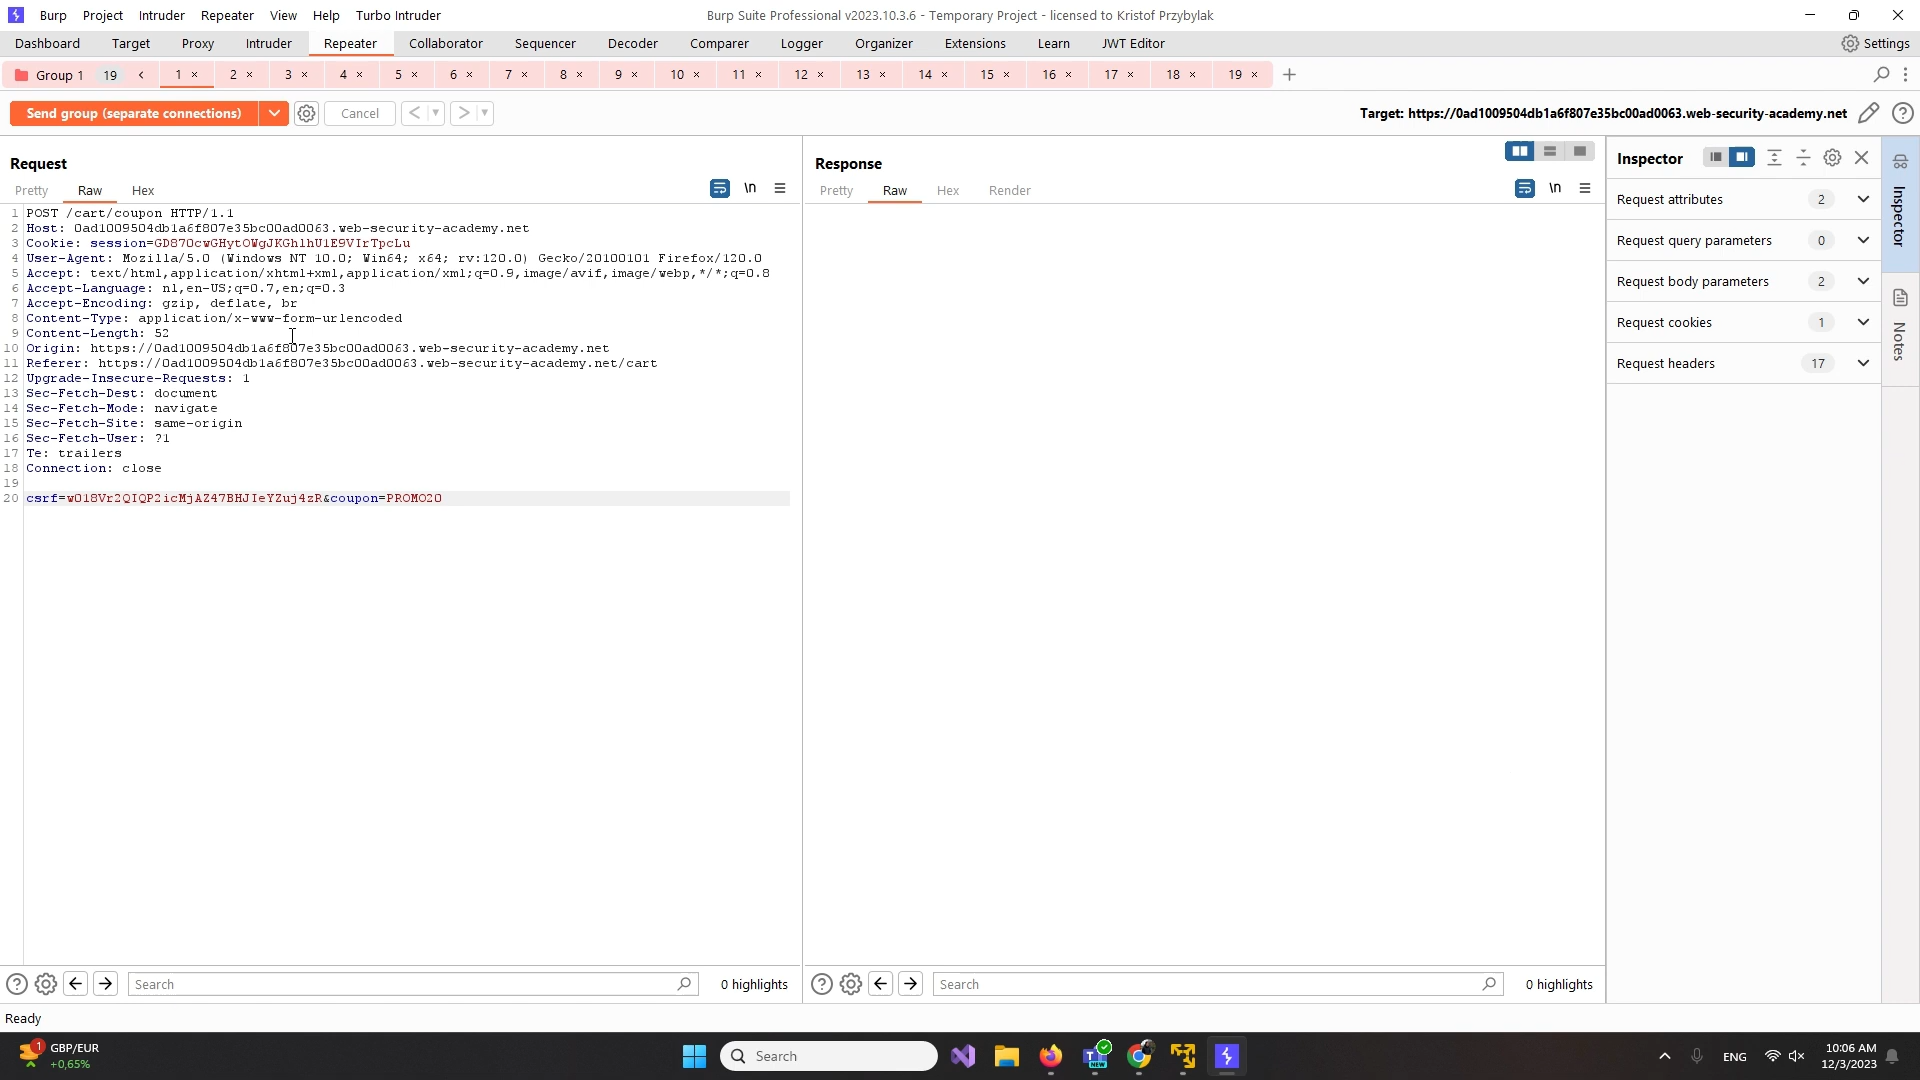 Burp Project Intruder Repeater View Help Turbo Intruder Burp Suite Professional v2023.10.3.6 - Temporary Project - licensed to Kristof Przybylak
Dashboard Target Proxy Intruder Repeater Collaborator Sequencer Decoder Comparer Logger Organizer Extensions Learn JWT Editor Settings
Group 1 19 < 1 × 2 × 3 × 4 × 5 × 6 × 7 × 8 × 9 × 10 × 11 × 12 × 13 × 14 × 15 × 16 × 17 × 18 × 19 × +
Send group (separate connections) Cancel < > Target: https://0ad1009504db1a6f807e35bc00ad0063.web-security-academy.net
Request
Pretty Raw Hex \n
1 POST /cart/coupon HTTP/1.1
2 Host: 0ad1009504db1a6f807e35bc00ad0063.web-security-academy.net
3 Cookie: session=GD870cwGHytOWgJKGhlhU1E9VIrTpcLu
4 User-Agent: Mozilla/5.0 (Windows NT 10.0; Win64; x64; rv:120.0) Gecko/20100101 Firefox/120.0
5 Accept: text/html,application/xhtml+xml,application/xml;q=0.9,image/avif,image/webp,*/*;q=0.8
6 Accept-Language: nl,en-US;q=0.7,en;q=0.3
7 Accept-Encoding: gzip, deflate, br
8 Content-Type: application/x-www-form-urlencoded
9 Content-Length: 52
10 Origin: https://0ad1009504db1a6f807e35bc00ad0063.web-security-academy.net
11 Referer: https://0ad1009504db1a6f807e35bc00ad0063.web-security-academy.net/cart
12 Upgrade-Insecure-Requests: 1
13 Sec-Fetch-Dest: document
14 Sec-Fetch-Mode: navigate
15 Sec-Fetch-Site: same-origin
16 Sec-Fetch-User: ?1
17 Te: trailers
18 Connection: close
19
20 csrf=w018Vr2QIQP2icMjAZ47BHJIeYZuj4zR&coupon=PROMO20
Search 0 highlights
Response
Pretty Raw Hex Render \n
Search 0 highlights
Inspector
Request attributes 2
Request query parameters 0
Request body parameters 2
Request cookies 1
Request headers 17
Inspector
Notes
Ready
1 GBP/EUR
+0,65%
Search
NEW
ENG
10:06 AM
12/3/2023